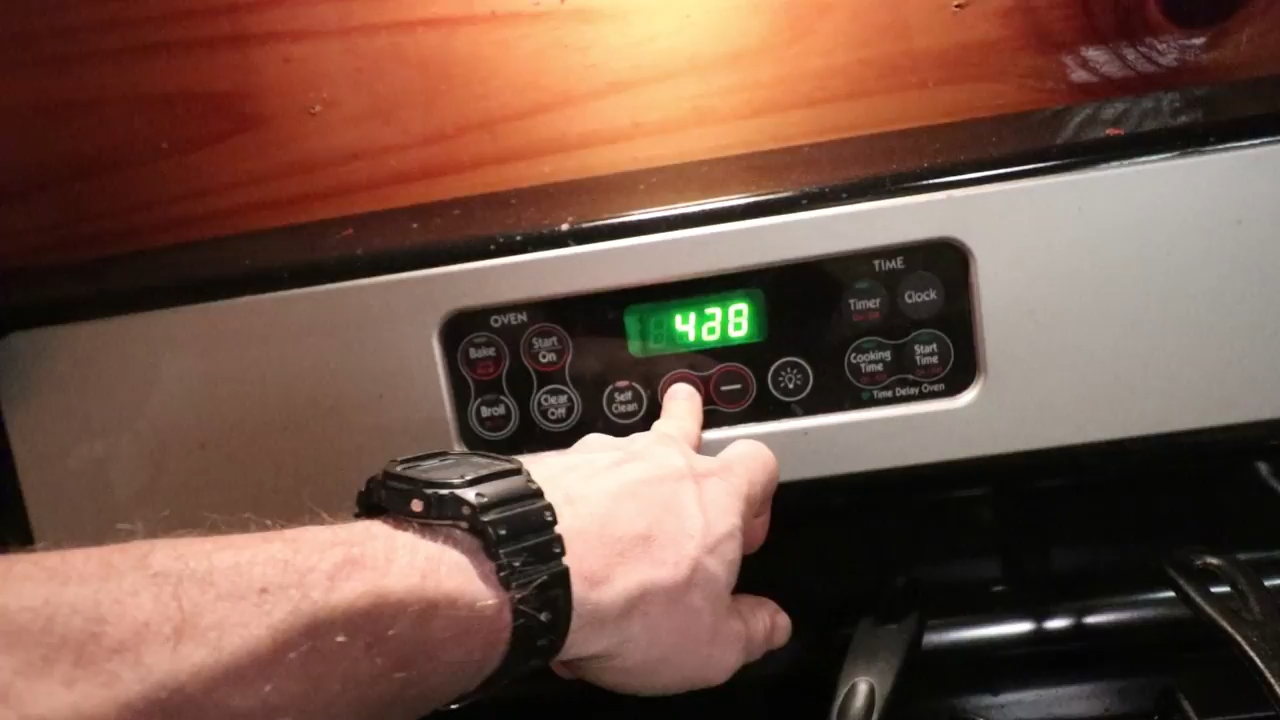 OVEN
Bake
Start
On
Broil
Clear
Off
Self
Clean
TIME
Timer
Clock
Cooking
Time
Start
Time
Time Delay Oven